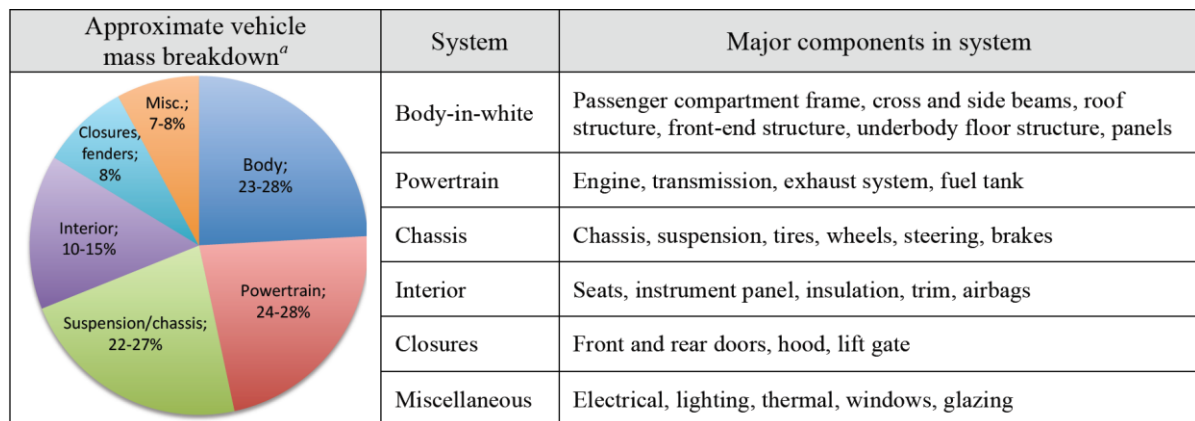 Approximate vehicle
mass breakdownᵃ
System
Major components in system
Misc.;
7-8%
Closures,
fenders;
8%
Body;
23-28%
Interior;
10-15%
Powertrain;
24-28%
Suspension/chassis;
22-27%
Body-in-white
Passenger compartment frame, cross and side beams, roof
structure, front-end structure, underbody floor structure, panels
Powertrain
Engine, transmission, exhaust system, fuel tank
Chassis
Chassis, suspension, tires, wheels, steering, brakes
Interior
Seats, instrument panel, insulation, trim, airbags
Closures
Front and rear doors, hood, lift gate
Miscellaneous
Electrical, lighting, thermal, windows, glazing